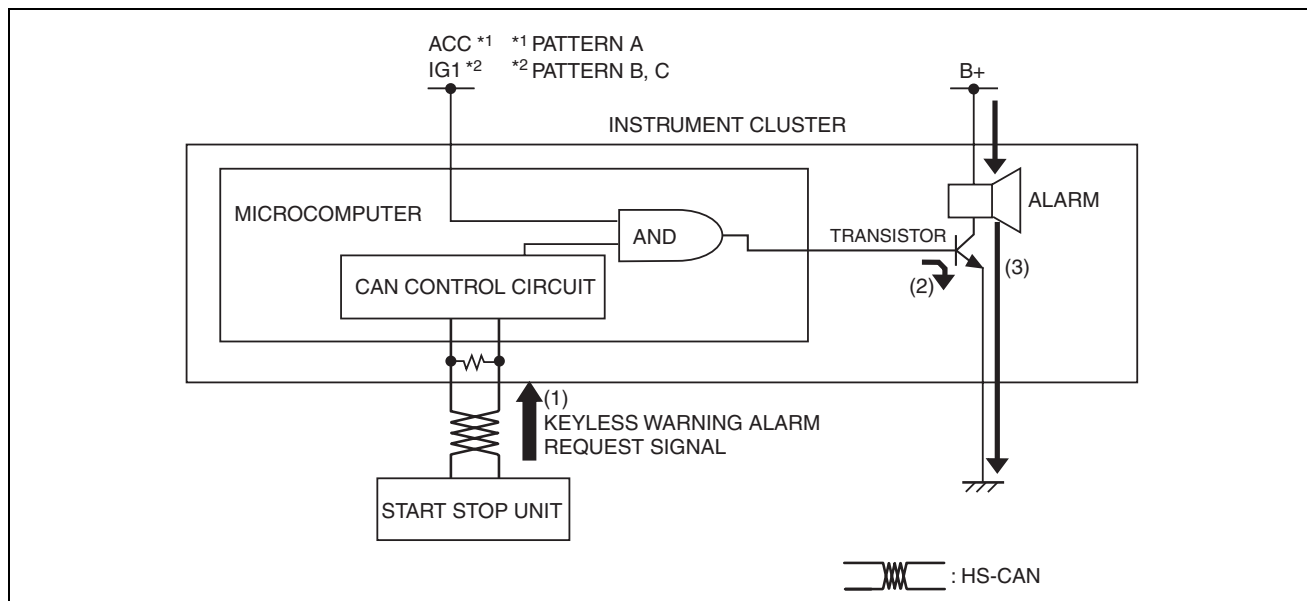 ACC *1 *1 PATTERN A
IG1 *2 *2 PATTERN B, C
B+
INSTRUMENT CLUSTER
MICROCOMPUTER
ALARM
AND
TRANSISTOR
(2)
(3)
CAN CONTROL CIRCUIT
(1)
KEYLESS WARNING ALARM
REQUEST SIGNAL
START STOP UNIT
: HS-CAN